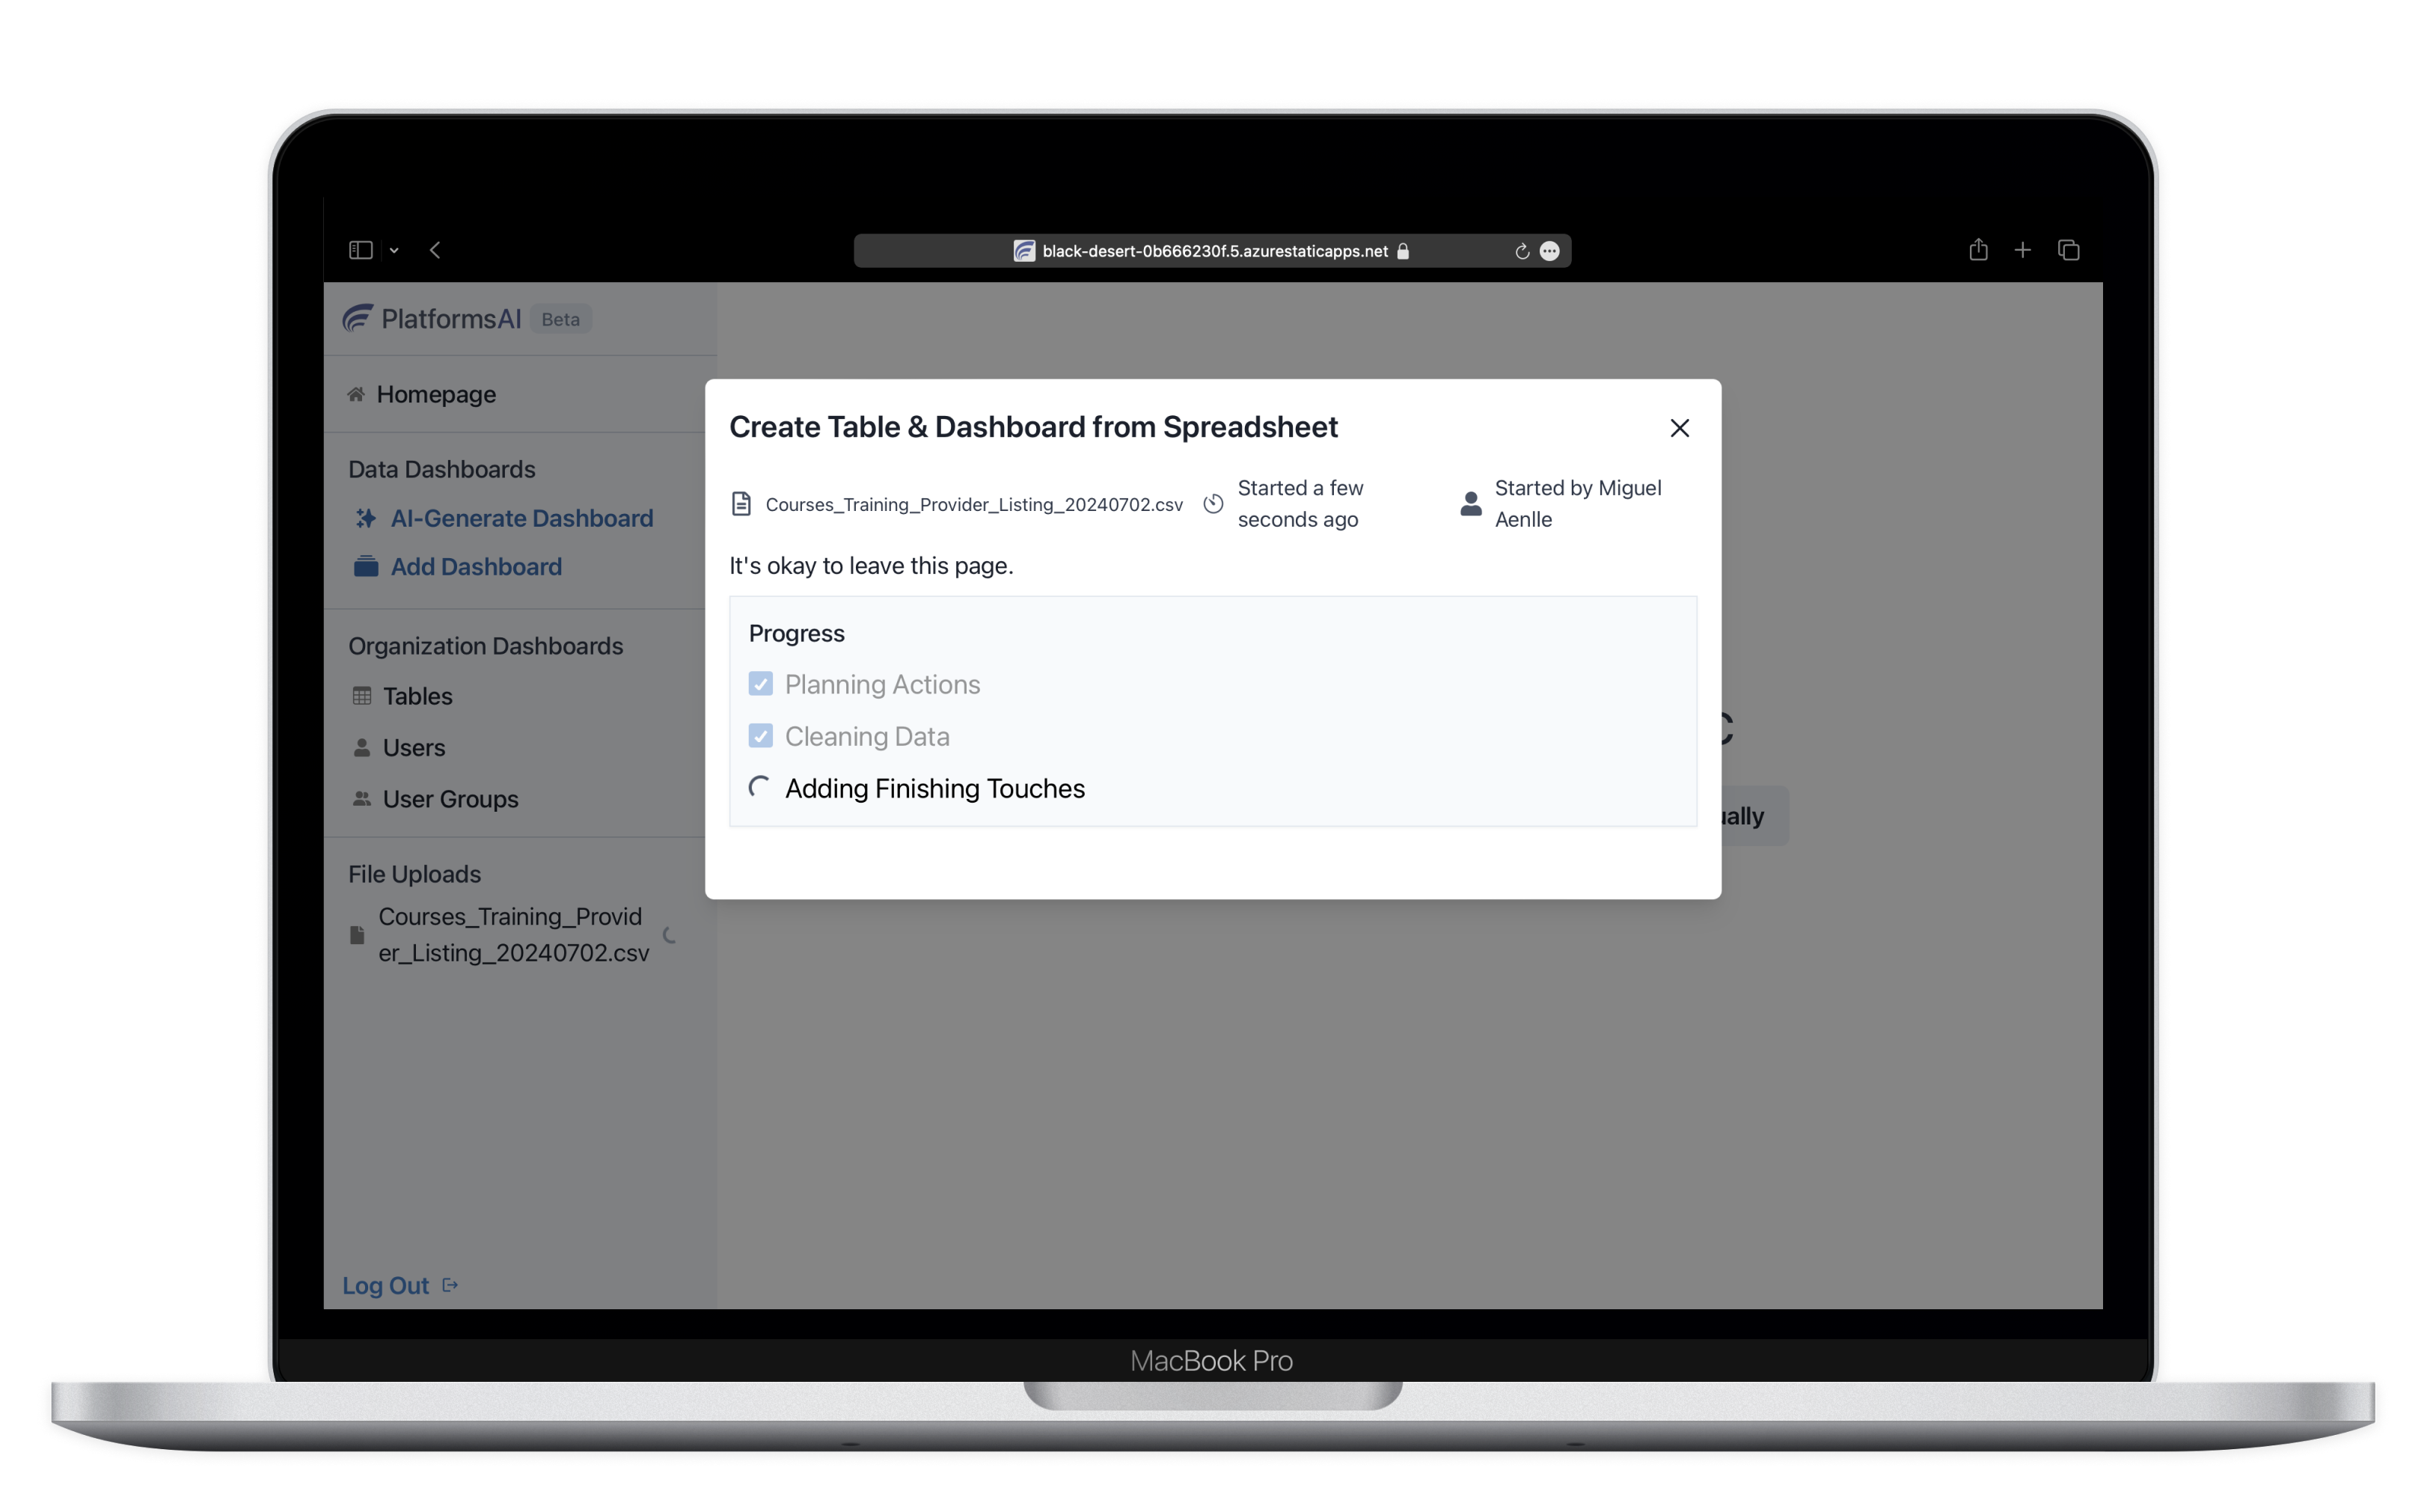 black-desert-0b666230f.5.azurestaticapps.net
PlatformsAI Beta
Homepage
Data Dashboards
AI-Generate Dashboard
Add Dashboard
Organization Dashboards
Tables
Users
User Groups
File Uploads
Courses_Training_Provid
er_Listing_20240702.csv
Log Out
Create Table & Dashboard from Spreadsheet
Courses_Training_Provider_Listing_20240702.csv
Started a few
seconds ago
Started by Miguel
Aenlle
It's okay to leave this page.
Progress
Planning Actions
Cleaning Data
Adding Finishing Touches
MacBook Pro